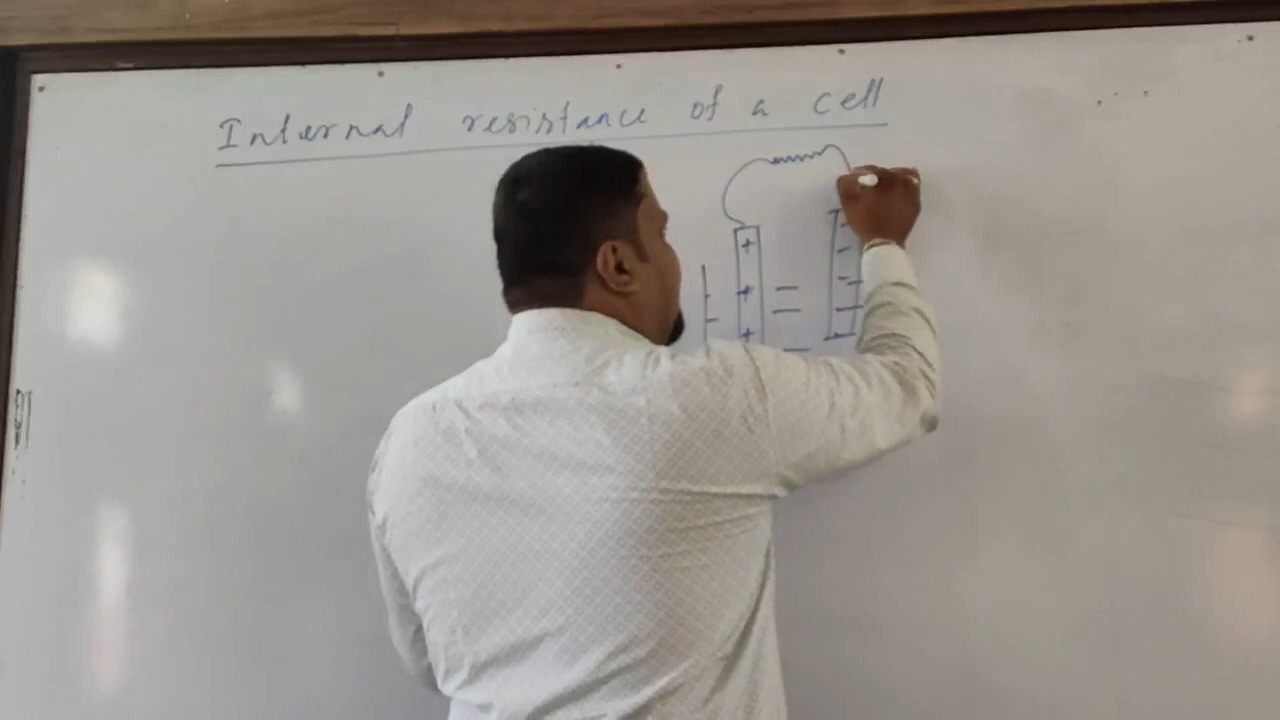 Internal resistance of a cell
+
+
+